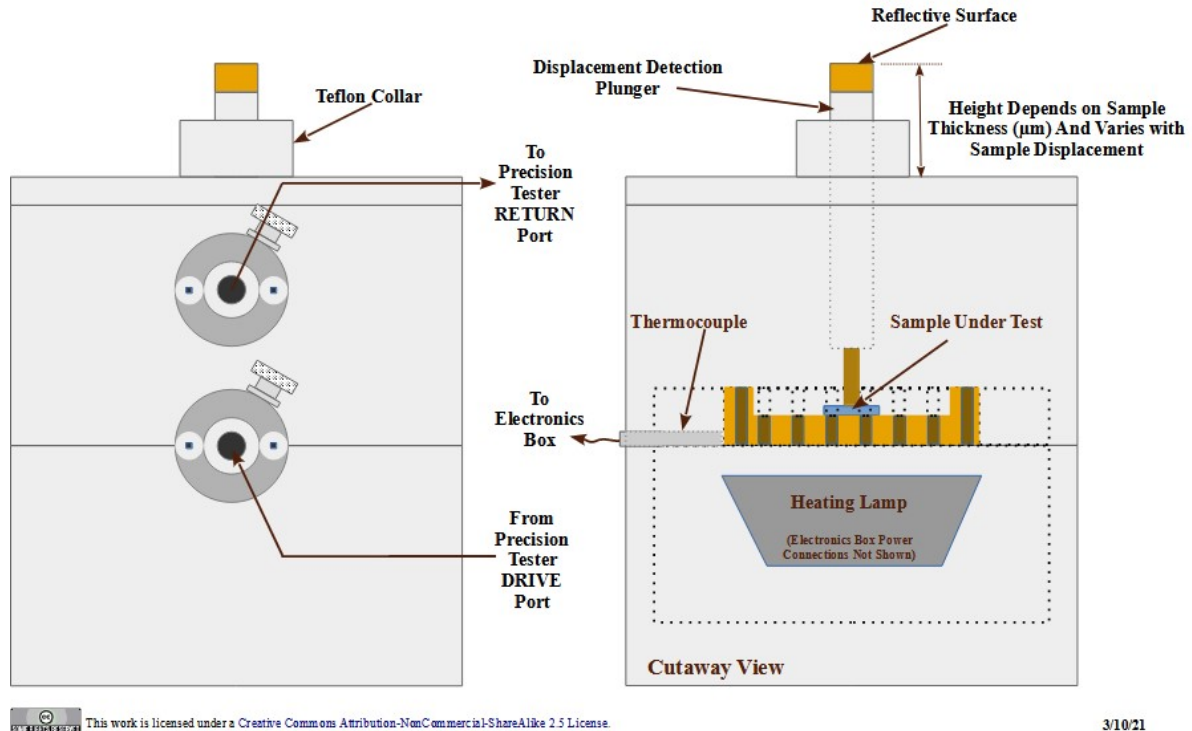 Reflective Surface
Displacement Detection
Plunger
Teflon Collar
Height Depends on Sample
Thickness (µm) And Varies with
Sample Displacement
To
Precision
Tester
RETURN
Port
Thermocouple
Sample Under Test
To
Electronics
Box
Heating Lamp
(Electronics Box Power
Connections Not Shown)
From
Precision
Tester
DRIVE
Port
Cutaway View
This work is licensed under a Creative Commons Attribution-NonCommercial-ShareAlike 2.5 License.
3/10/21